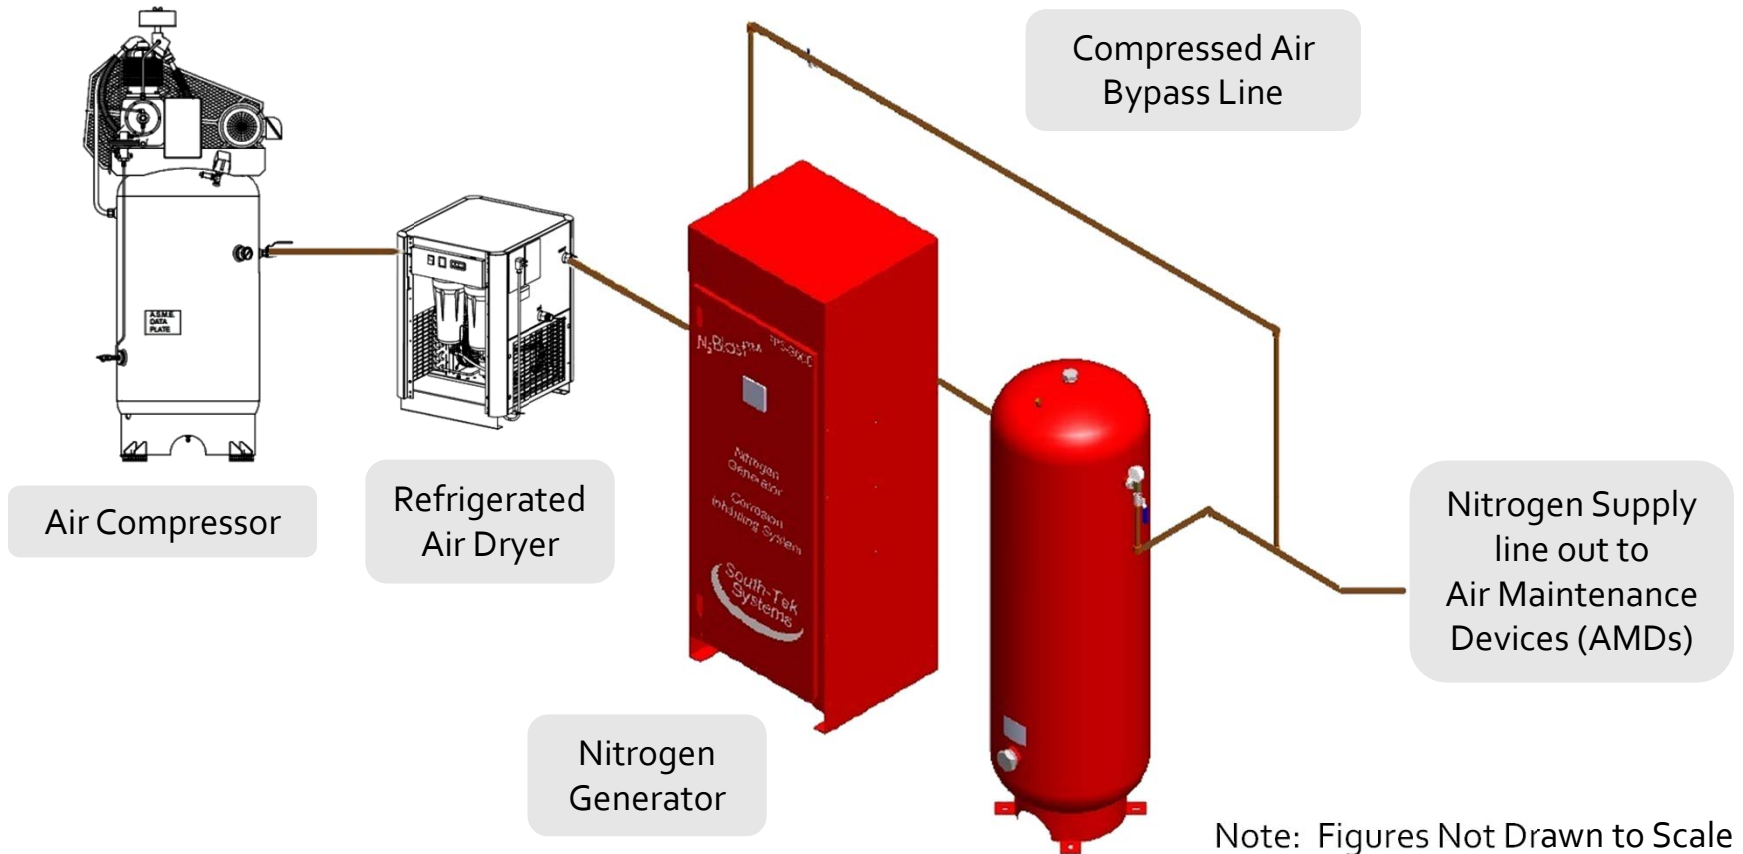 Compressed Air
Bypass Line
A.S.M.E.
DATA
PLATE
Air Compressor
Refrigerated
Air Dryer
N₂Blast™
Nitrogen
Generator
Corrosion
Inhibiting System
South-Tek
Systems
Nitrogen
Generator
Nitrogen Supply
line out to
Air Maintenance
Devices (AMDs)
Note: Figures Not Drawn to Scale